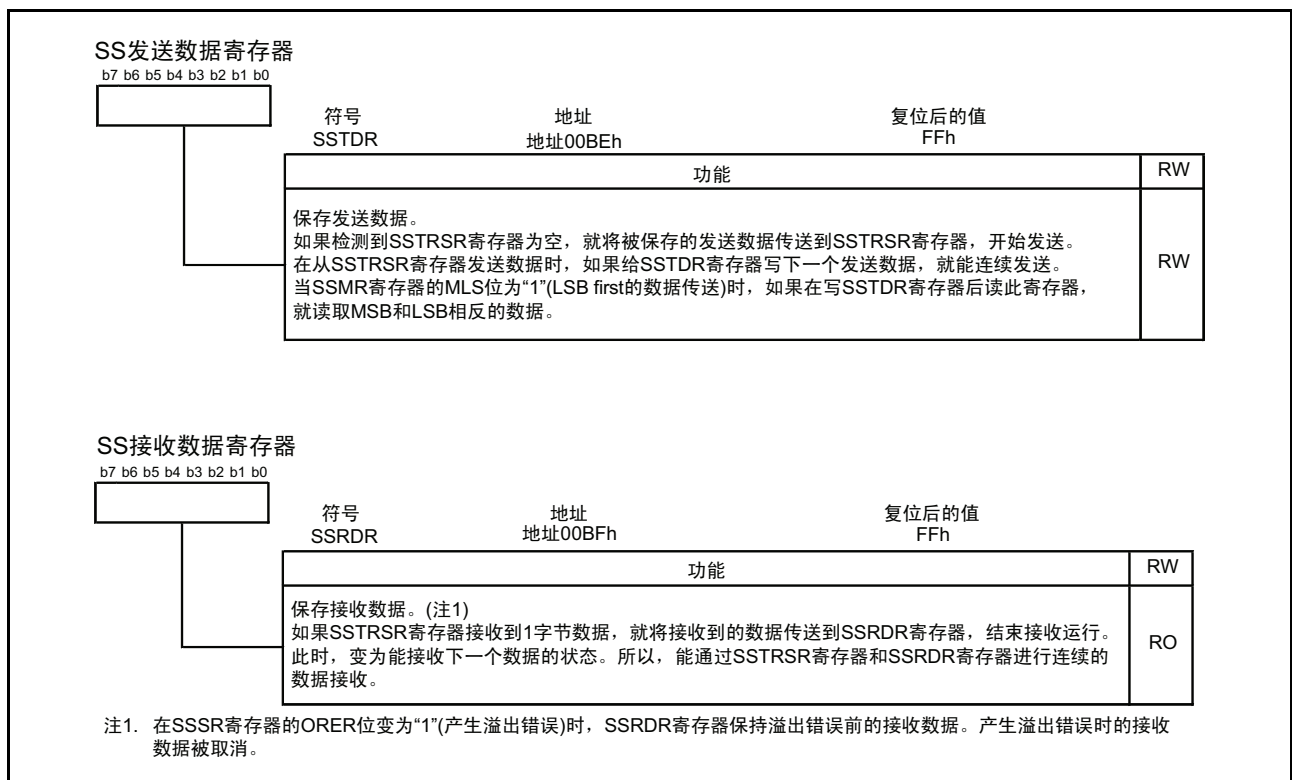 SS发送数据寄存器
b7 b6 b5 b4 b3 b2 b1 b0
符号 地址 复位后的值
SSTDR 地址00BEh FFh
功能 RW
保存发送数据。
如果检测到SSTRSR寄存器为空，就将被保存的发送数据传送到SSTRSR寄存器，开始发送。
在从SSTRSR寄存器发送数据时，如果给SSTDR寄存器写下一个发送数据，就能连续发送。
当SSMR寄存器的MLS位为“1”(LSB first的数据传送)时，如果在写SSTDR寄存器后读此寄存器，
就读取MSB和LSB相反的数据。
RW
SS接收数据寄存器
b7 b6 b5 b4 b3 b2 b1 b0
符号 地址 复位后的值
SSRDR 地址00BFh FFh
功能 RW
保存接收数据。(注1)
如果SSTRSR寄存器接收到1字节数据，就将接收到的数据传送到SSRDR寄存器，结束接收运行。
此时，变为能接收下一个数据的状态。所以，能通过SSTRSR寄存器和SSRDR寄存器进行连续的
数据接收。
RO
注1. 在SSSR寄存器的ORER位变为“1”(产生溢出错误)时，SSRDR寄存器保持溢出错误前的接收数据。产生溢出错误时的接收
数据被取消。